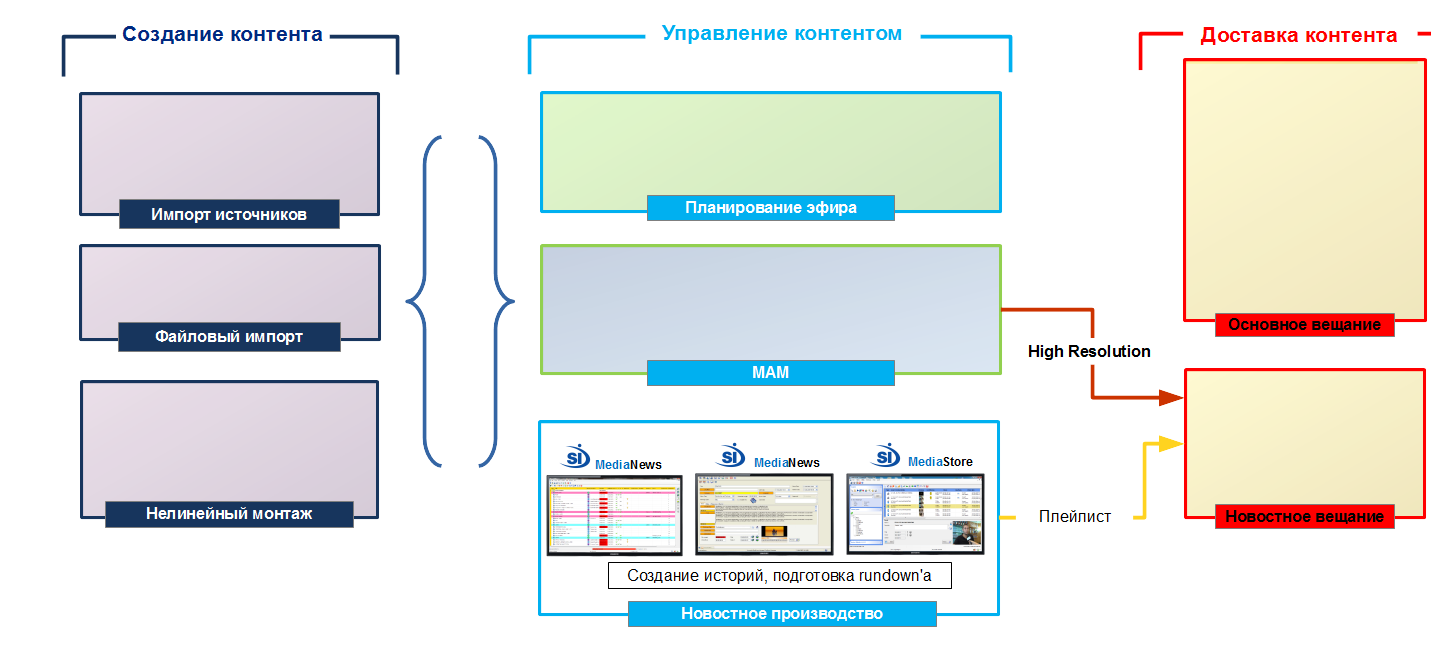 Создание контента
Управление контентом
Доставка контента
Импорт источников
Планирование эфира
Файловый импорт
Основное вещание
High Resolution
MAM
Нелинейный монтаж
si MediaNews
si MediaNews
si MediaStore
Плейлист
Новостное вещание
Создание историй, подготовка rundown'а
Новостное производство